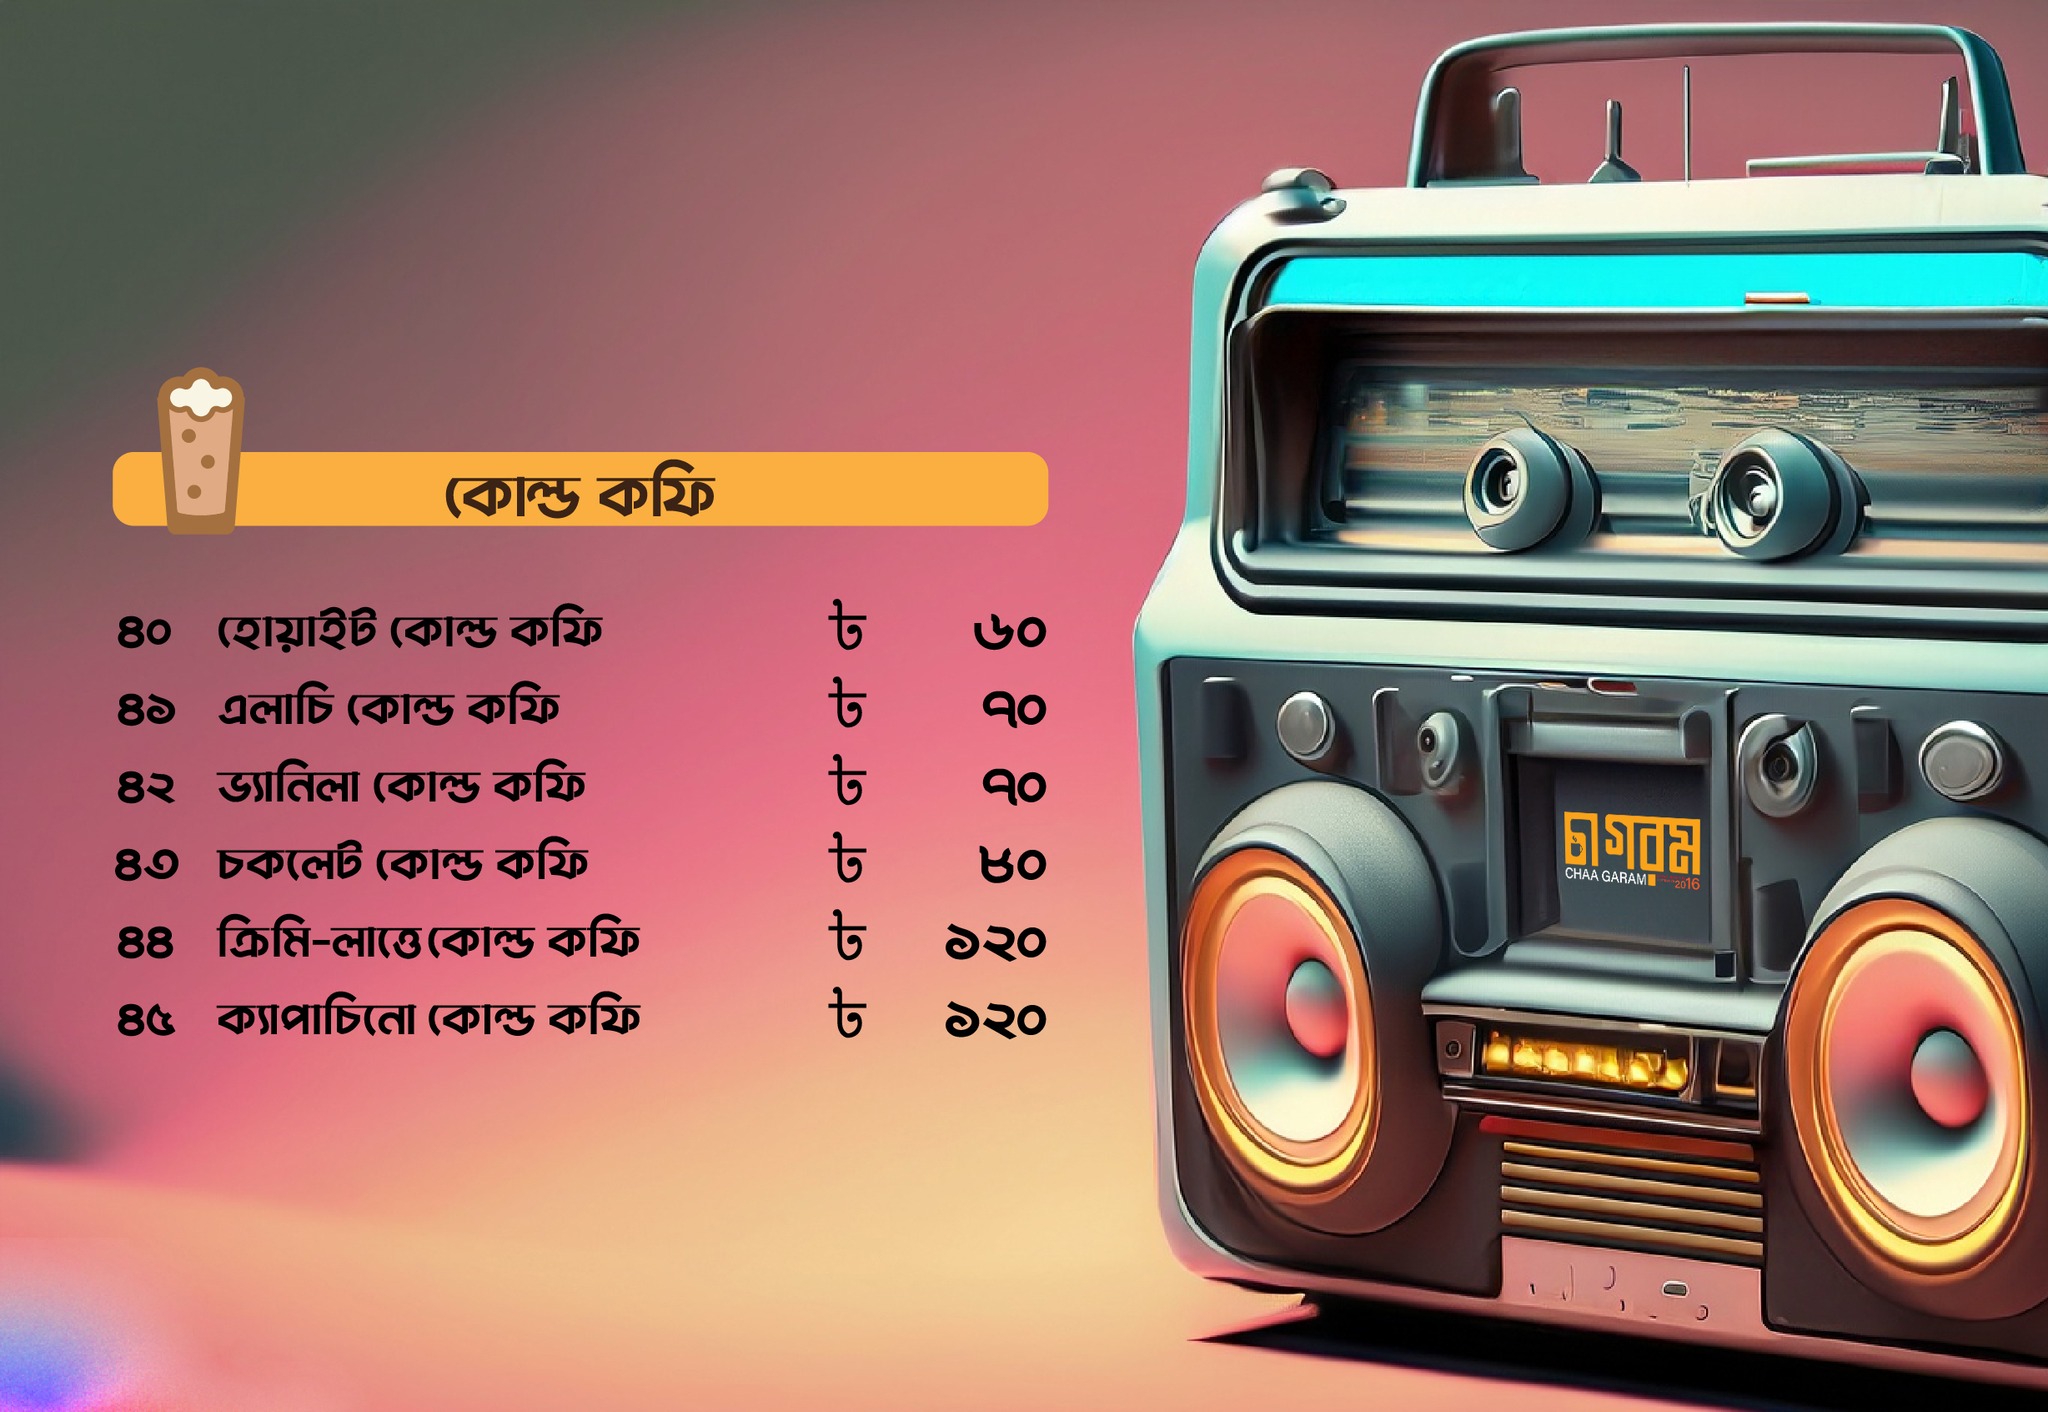 কোল্ড কফি
৪০ হোয়াইট কোল্ড কফি ৳ ৬০
৪১ এলাচি কোল্ড কফি ৳ ৭০
৪২ ভ্যানিলা কোল্ড কফি ৳ ৭০
৪৩ চকলেট কোল্ড কফি ৳ ৮০
৪৪ ক্রিমি-লাত্তে কোল্ড কফি ৳ ১২০
৪৫ ক্যাপাচিনো কোল্ড কফি ৳ ১২০
চা গরম
CHAA GARAM
2016